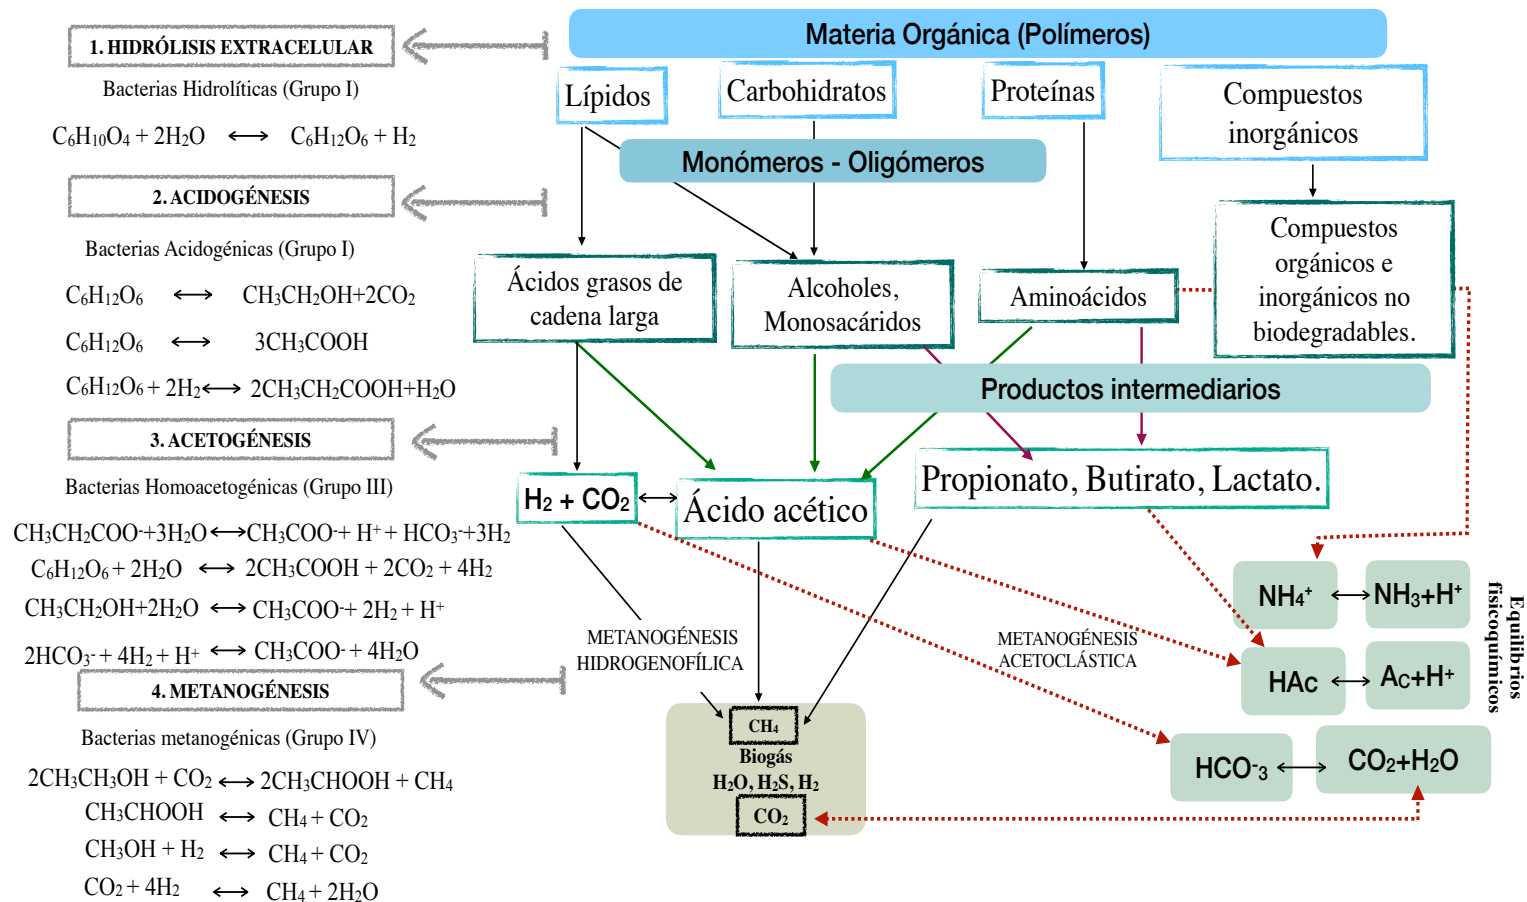 1. HIDRÓLISIS EXTRACELULAR
Bacterias Hidrolíticas (Grupo I)
C₆H₁₀O₄ + 2H₂O ⟷ C₆H₁₂O₆ + H₂
2. ACIDOGÉNESIS
Bacterias Acidogénicas (Grupo I)
C₆H₁₂O₆ ⟷ CH₃CH₂OH+2CO₂
C₆H₁₂O₆ ⟷ 3CH₃COOH
C₆H₁₂O₆ + 2H₂ ⟷ 2CH₃CH₂COOH+H₂O
3. ACETOGÉNESIS
Bacterias Homoacetogénicas (Grupo III)
CH₃CH₂COO⁻+3H₂O ⟷ CH₃COO⁻+ H⁺ + HCO₃⁻+3H₂
C₆H₁₂O₆ + 2H₂O ⟷ 2CH₃COOH + 2CO₂ + 4H₂
CH₃CH₂OH+2H₂O ⟷ CH₃COO⁻+ 2H₂ + H⁺
2HCO₃⁻ + 4H₂ + H⁺ ⟷ CH₃COO⁻ + 4H₂O
4. METANOGÉNESIS
Bacterias metanogénicas (Grupo IV)
2CH₃CH₃OH + CO₂ ⟷ 2CH₃CHOOH + CH₄
CH₃CHOOH ⟷ CH₄ + CO₂
CH₃OH + H₂ ⟷ CH₄ + CO₂
CO₂ + 4H₂ ⟷ CH₄ + 2H₂O
Materia Orgánica (Polímeros)
Lípidos
Carbohidratos
Proteínas
Compuestos
inorgánicos
Monómeros - Oligómeros
Ácidos grasos de
cadena larga
Alcoholes,
Monosacáridos
Aminoácidos
Compuestos
orgánicos e
inorgánicos no
biodegradables.
Productos intermediarios
H₂ + CO₂
Ácido acético
Propionato, Butirato, Lactato.
METANOGÉNESIS
HIDROGENOFÍLICA
METANOGÉNESIS
ACETOCLÁSTICA
CH₄
Biogás
H₂O, H₂S, H₂
CO₂
NH₄⁺ ⟷ NH₃+H⁺
HAc ⟷ Ac+H⁺
HCO⁻₃ ⟷ CO₂+H₂O
Equilibrios
fisicoquímicos